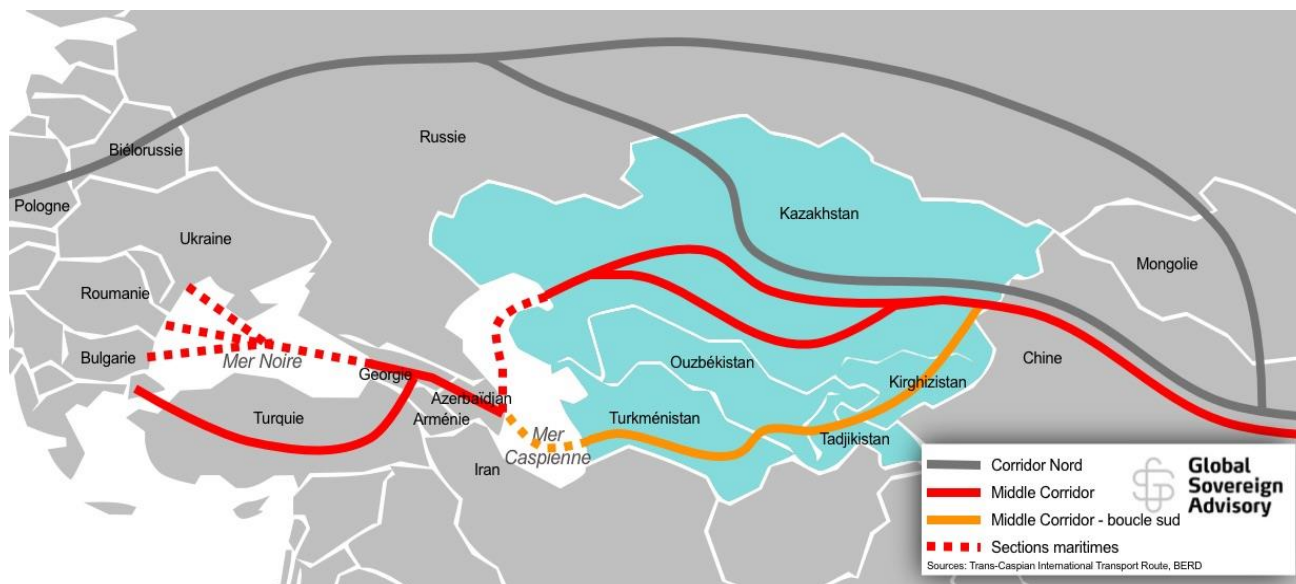 Russie
Biélorussie
Pologne
Kazakhstan
Ukraine
Mongolie
Roumanie
Bulgarie
Mer Noire
Georgie
Chine
Ouzbékistan
Kirghizistan
Azerbaïdjan
Arménie
Turquie
Turkménistan
Tadjikistan
Mer
Caspienne
Iran
Corridor Nord
Middle Corridor
Middle Corridor - boucle sud
Sections maritimes
Sources: Trans-Caspian International Transport Route, BERD
Global
Sovereign
Advisory